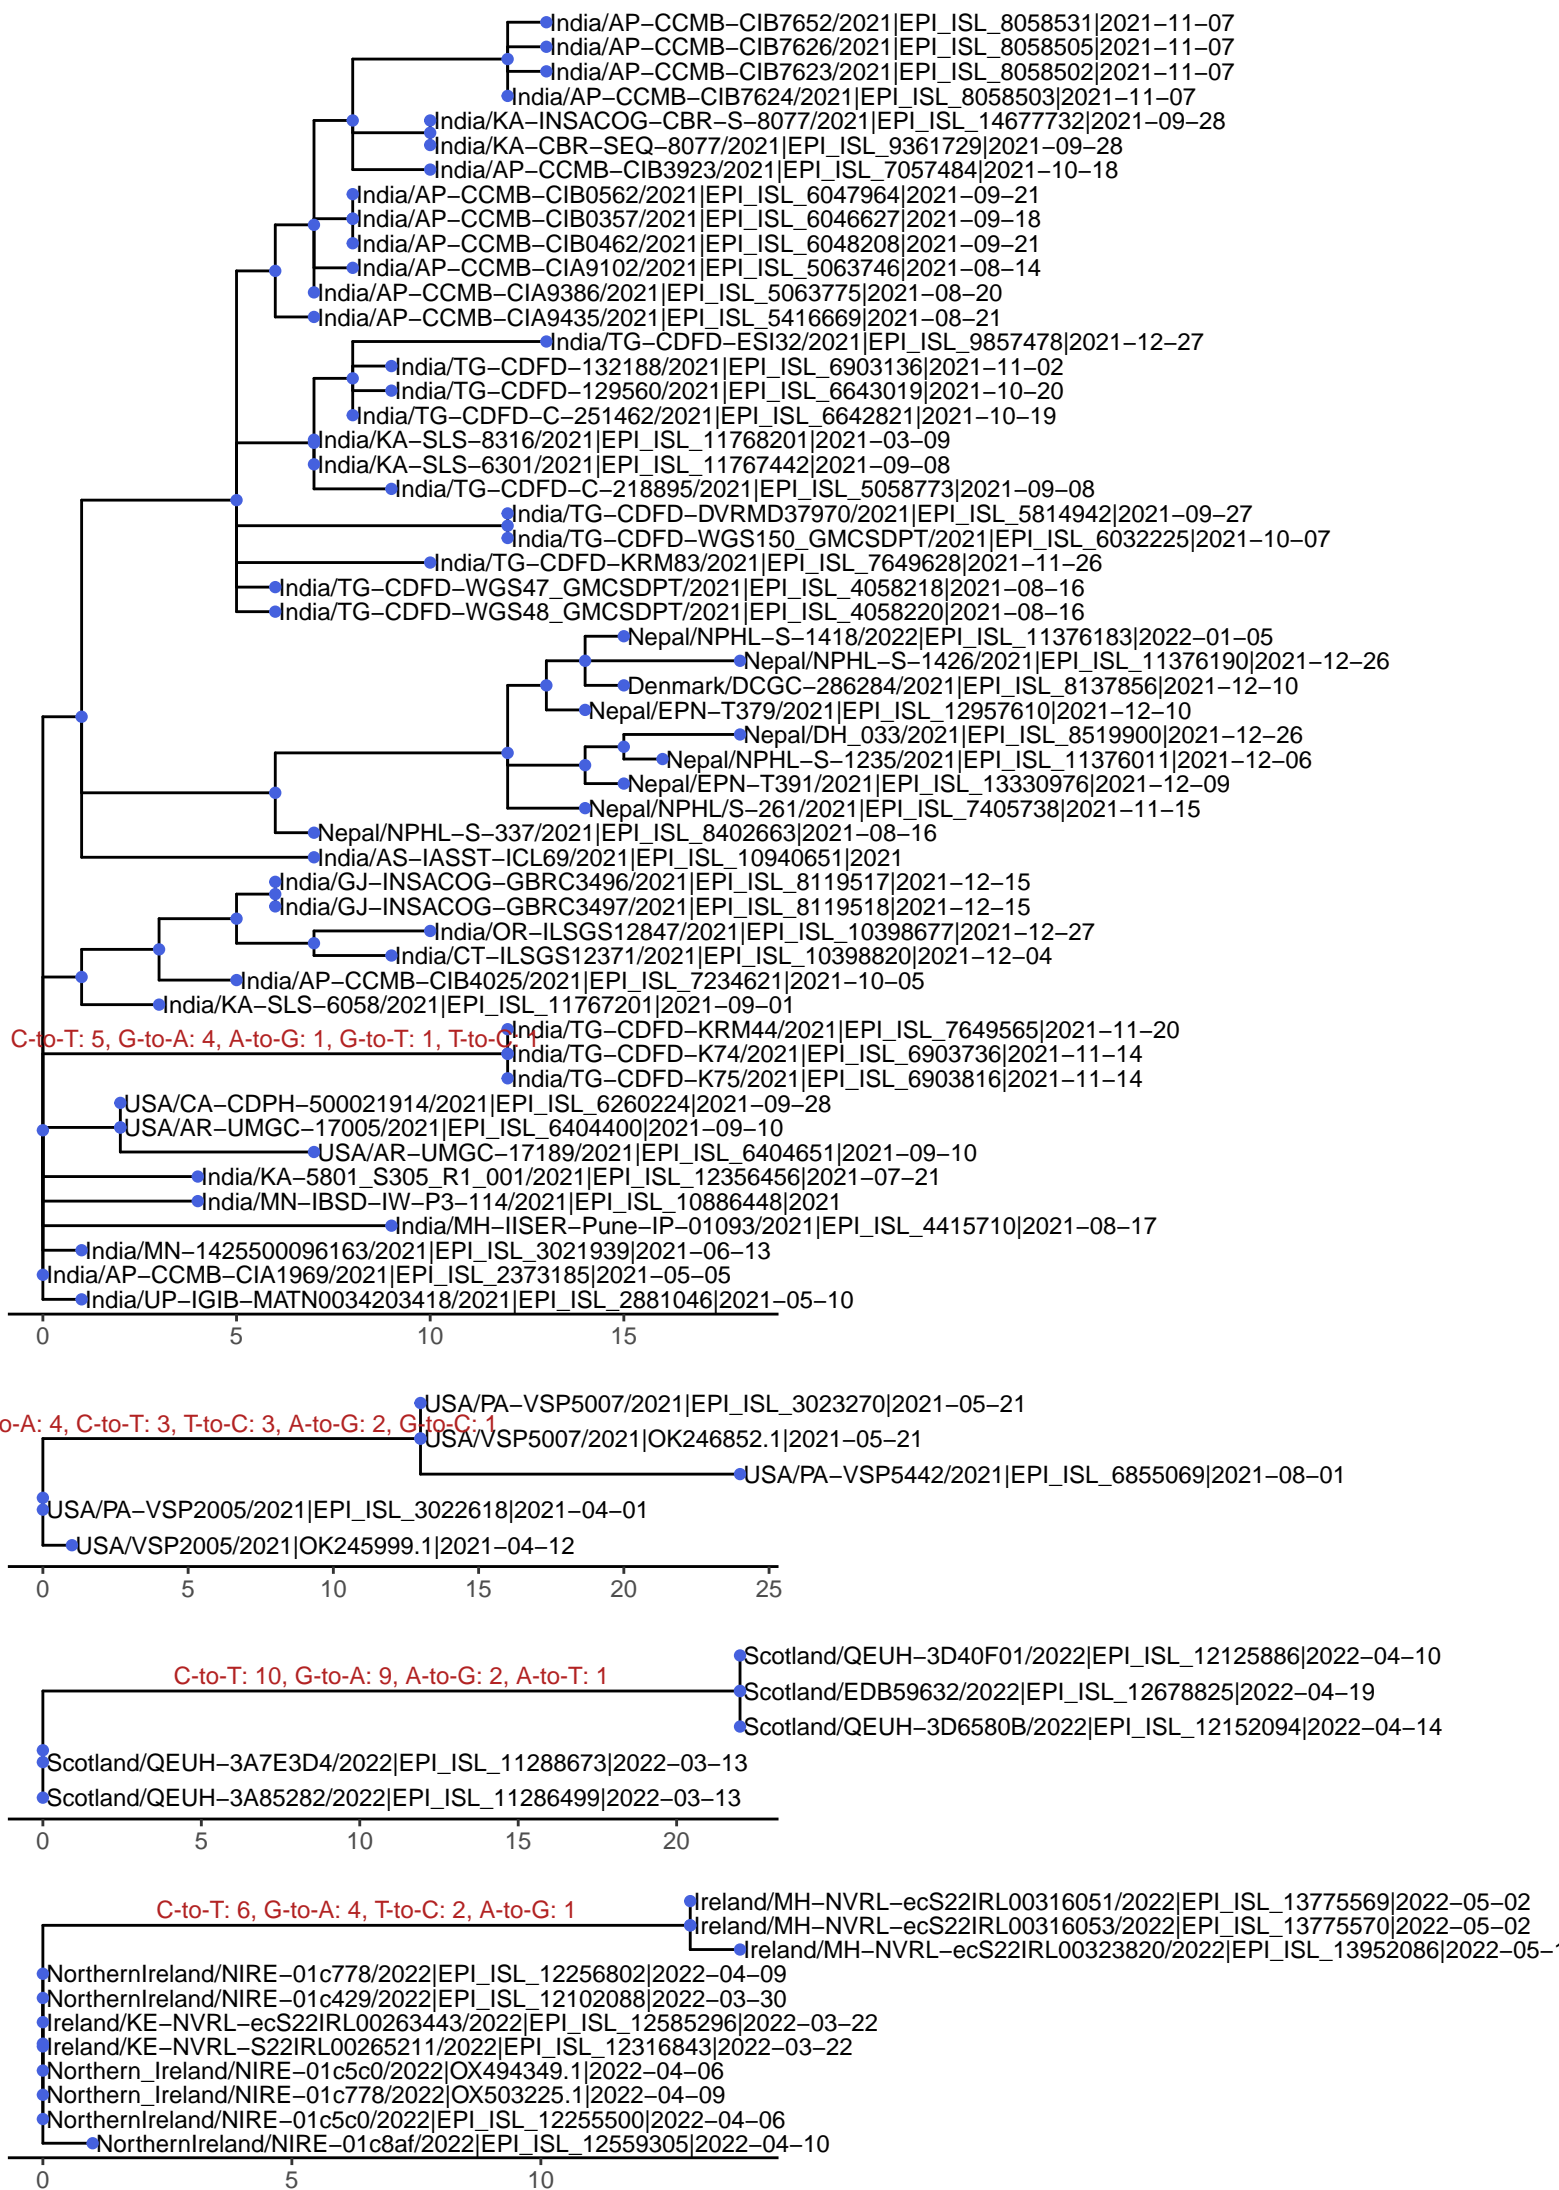 India/AP−CCMB−CIB7652/2021|EPI_ISL_8058531|2021−11−07
India/AP−CCMB−CIB7626/2021|EPI_ISL_8058505|2021−11−07
India/AP−CCMB−CIB7623/2021|EPI_ISL_8058502|2021−11−07
India/AP−CCMB−CIB7624/2021|EPI_ISL_8058503|2021−11−07
India/KA−INSACOG−CBR−S−8077/2021|EPI_ISL_14677732|2021−09−28
India/KA−CBR−SEQ−8077/2021|EPI_ISL_9361729|2021−09−28
India/AP−CCMB−CIB3923/2021|EPI_ISL_7057484|2021−10−18
India/AP−CCMB−CIB0562/2021|EPI_ISL_6047964|2021−09−21
India/AP−CCMB−CIB0357/2021|EPI_ISL_6046627|2021−09−18
India/AP−CCMB−CIB0462/2021|EPI_ISL_6048208|2021−09−21
India/AP−CCMB−CIA9102/2021|EPI_ISL_5063746|2021−08−14
India/AP−CCMB−CIA9386/2021|EPI_ISL_5063775|2021−08−20
India/AP−CCMB−CIA9435/2021|EPI_ISL_5416669|2021−08−21
India/TG−CDFD−ESI32/2021|EPI_ISL_9857478|2021−12−27
India/TG−CDFD−132188/2021|EPI_ISL_6903136|2021−11−02
India/TG−CDFD−129560/2021|EPI_ISL_6643019|2021−10−20
India/TG−CDFD−C−251462/2021|EPI_ISL_6642821|2021−10−19
India/KA−SLS−8316/2021|EPI_ISL_11768201|2021−03−09
India/KA−SLS−6301/2021|EPI_ISL_11767442|2021−09−08
India/TG−CDFD−C−218895/2021|EPI_ISL_5058773|2021−09−08
India/TG−CDFD−DVRMD37970/2021|EPI_ISL_5814942|2021−09−27
India/TG−CDFD−WGS150_GMCSDPT/2021|EPI_ISL_6032225|2021−10−07
India/TG−CDFD−KRM83/2021|EPI_ISL_7649628|2021−11−26
India/TG−CDFD−WGS47_GMCSDPT/2021|EPI_ISL_4058218|2021−08−16
India/TG−CDFD−WGS48_GMCSDPT/2021|EPI_ISL_4058220|2021−08−16
Nepal/NPHL−S−1418/2022|EPI_ISL_11376183|2022−01−05
Nepal/NPHL−S−1426/2021|EPI_ISL_11376190|2021−12−26
Denmark/DCGC−286284/2021|EPI_ISL_8137856|2021−12−10
Nepal/EPN−T379/2021|EPI_ISL_12957610|2021−12−10
Nepal/DH_033/2021|EPI_ISL_8519900|2021−12−26
Nepal/NPHL−S−1235/2021|EPI_ISL_11376011|2021−12−06
Nepal/EPN−T391/2021|EPI_ISL_13330976|2021−12−09
Nepal/NPHL/S−261/2021|EPI_ISL_7405738|2021−11−15
Nepal/NPHL−S−337/2021|EPI_ISL_8402663|2021−08−16
India/AS−IASST−ICL69/2021|EPI_ISL_10940651|2021
India/GJ−INSACOG−GBRC3496/2021|EPI_ISL_8119517|2021−12−15
India/GJ−INSACOG−GBRC3497/2021|EPI_ISL_8119518|2021−12−15
India/OR−ILSGS12847/2021|EPI_ISL_10398677|2021−12−27
India/CT−ILSGS12371/2021|EPI_ISL_10398820|2021−12−04
India/AP−CCMB−CIB4025/2021|EPI_ISL_7234621|2021−10−05
India/KA−SLS−6058/2021|EPI_ISL_11767201|2021−09−01
India/TG−CDFD−KRM44/2021|EPI_ISL_7649565|2021−11−20
C-to-T: 5, G-to-A: 4, A-to-G: 1, G-to-T: 1, T-to-C: 1
India/TG−CDFD−K74/2021|EPI_ISL_6903736|2021−11−14
India/TG−CDFD−K75/2021|EPI_ISL_6903816|2021−11−14
USA/CA−CDPH−500021914/2021|EPI_ISL_6260224|2021−09−28
USA/AR−UMGC−17005/2021|EPI_ISL_6404400|2021−09−10
USA/AR−UMGC−17189/2021|EPI_ISL_6404651|2021−09−10
India/KA−5801_S305_R1_001/2021|EPI_ISL_12356456|2021−07−21
India/MN−IBSD−IW−P3−114/2021|EPI_ISL_10886448|2021
India/MH−IISER−Pune−IP−01093/2021|EPI_ISL_4415710|2021−08−17
India/MN−1425500096163/2021|EPI_ISL_3021939|2021−06−13
India/AP−CCMB−CIA1969/2021|EPI_ISL_2373185|2021−05−05
India/UP−IGIB−MATN0034203418/2021|EPI_ISL_2881046|2021−05−10
0 5 10 15
USA/PA−VSP5007/2021|EPI_ISL_3023270|2021−05−21
o-A: 4, C-to-T: 3, T-to-C: 3, A-to-G: 2, G-to-C: 1
USA/VSP5007/2021|OK246852.1|2021−05−21
USA/PA−VSP5442/2021|EPI_ISL_6855069|2021−08−01
USA/PA−VSP2005/2021|EPI_ISL_3022618|2021−04−01
USA/VSP2005/2021|OK245999.1|2021−04−12
0 5 10 15 20 25
Scotland/QEUH−3D40F01/2022|EPI_ISL_12125886|2022−04−10
C-to-T: 10, G-to-A: 9, A-to-G: 2, A-to-T: 1
Scotland/EDB59632/2022|EPI_ISL_12678825|2022−04−19
Scotland/QEUH−3D6580B/2022|EPI_ISL_12152094|2022−04−14
Scotland/QEUH−3A7E3D4/2022|EPI_ISL_11288673|2022−03−13
Scotland/QEUH−3A85282/2022|EPI_ISL_11286499|2022−03−13
0 5 10 15 20
Ireland/MH−NVRL−ecS22IRL00316051/2022|EPI_ISL_13775569|2022−05−02
C-to-T: 6, G-to-A: 4, T-to-C: 2, A-to-G: 1
Ireland/MH−NVRL−ecS22IRL00316053/2022|EPI_ISL_13775570|2022−05−02
Ireland/MH−NVRL−ecS22IRL00323820/2022|EPI_ISL_13952086|2022−05−
NorthernIreland/NIRE−01c778/2022|EPI_ISL_12256802|2022−04−09
NorthernIreland/NIRE−01c429/2022|EPI_ISL_12102088|2022−03−30
Ireland/KE−NVRL−ecS22IRL00263443/2022|EPI_ISL_12585296|2022−03−22
Ireland/KE−NVRL−S22IRL00265211/2022|EPI_ISL_12316843|2022−03−22
Northern_Ireland/NIRE−01c5c0/2022|OX494349.1|2022−04−06
Northern_Ireland/NIRE−01c778/2022|OX503225.1|2022−04−09
NorthernIreland/NIRE−01c5c0/2022|EPI_ISL_12255500|2022−04−06
NorthernIreland/NIRE−01c8af/2022|EPI_ISL_12559305|2022−04−10
0 5 10